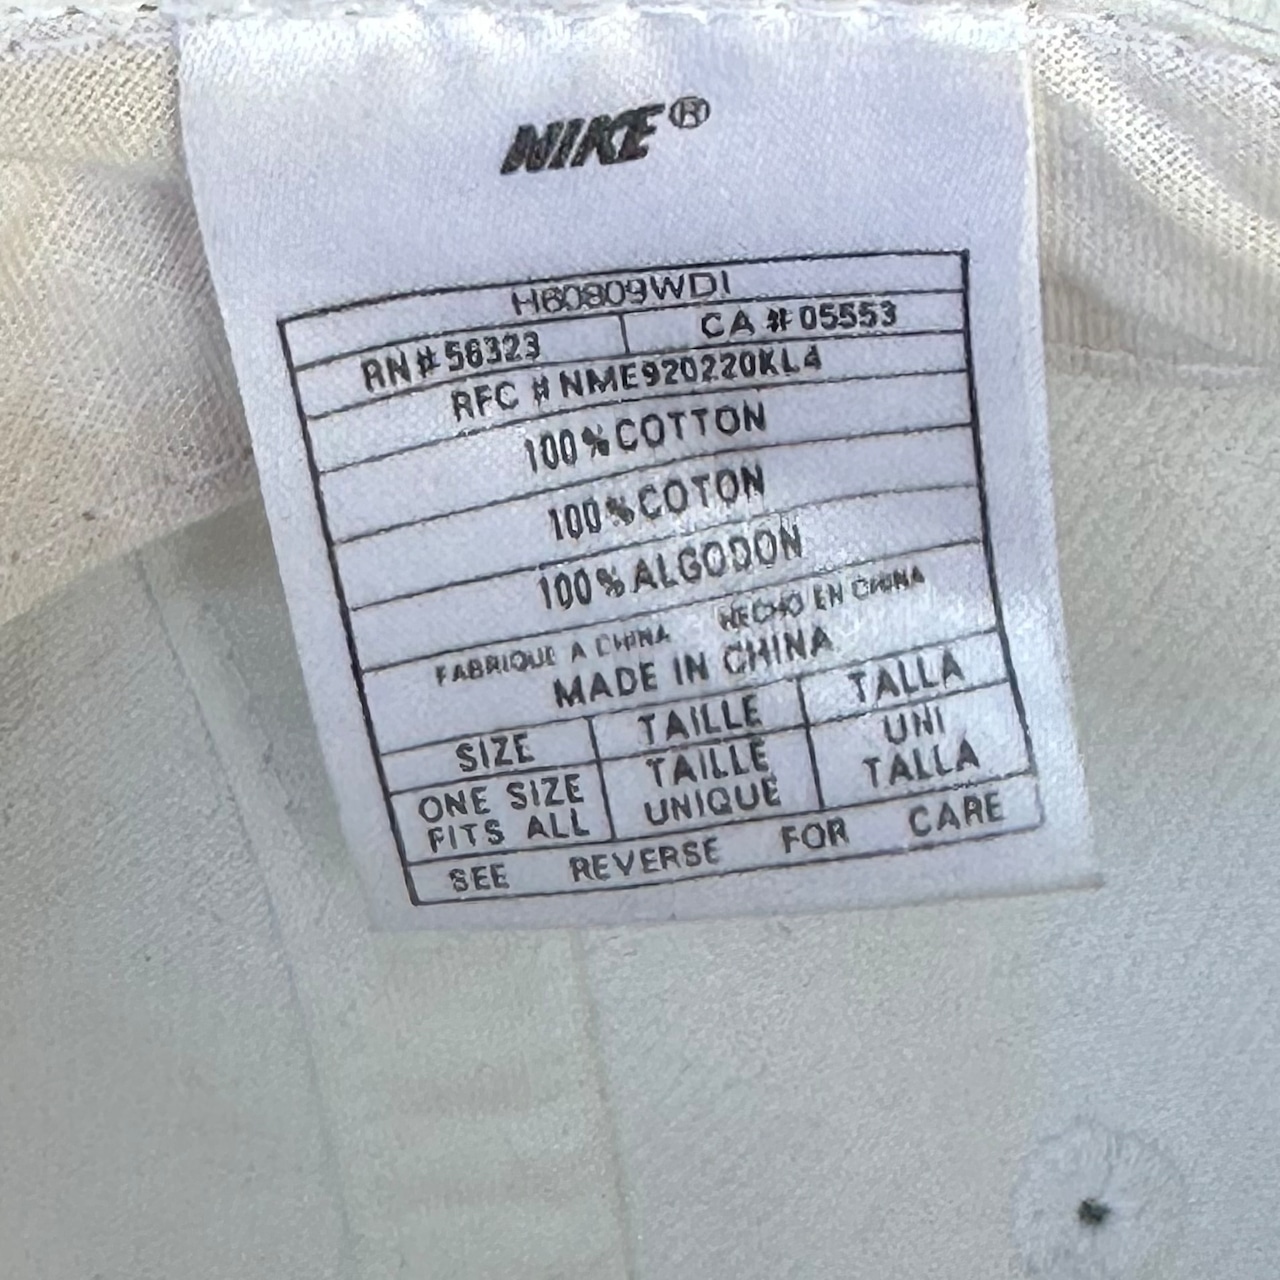 NIKE®
H60809WDI
RN # 56323 CA # 05553
RFC # NME920220KL4
100% COTTON
100% COTON
100% ALGODON
FABRIQUE A CHINA HECHO EN CHINA
MADE IN CHINA
SIZE TAILLE TALLA
ONE SIZE FITS ALL TAILLE UNIQUE UNI TALLA
SEE REVERSE FOR CARE